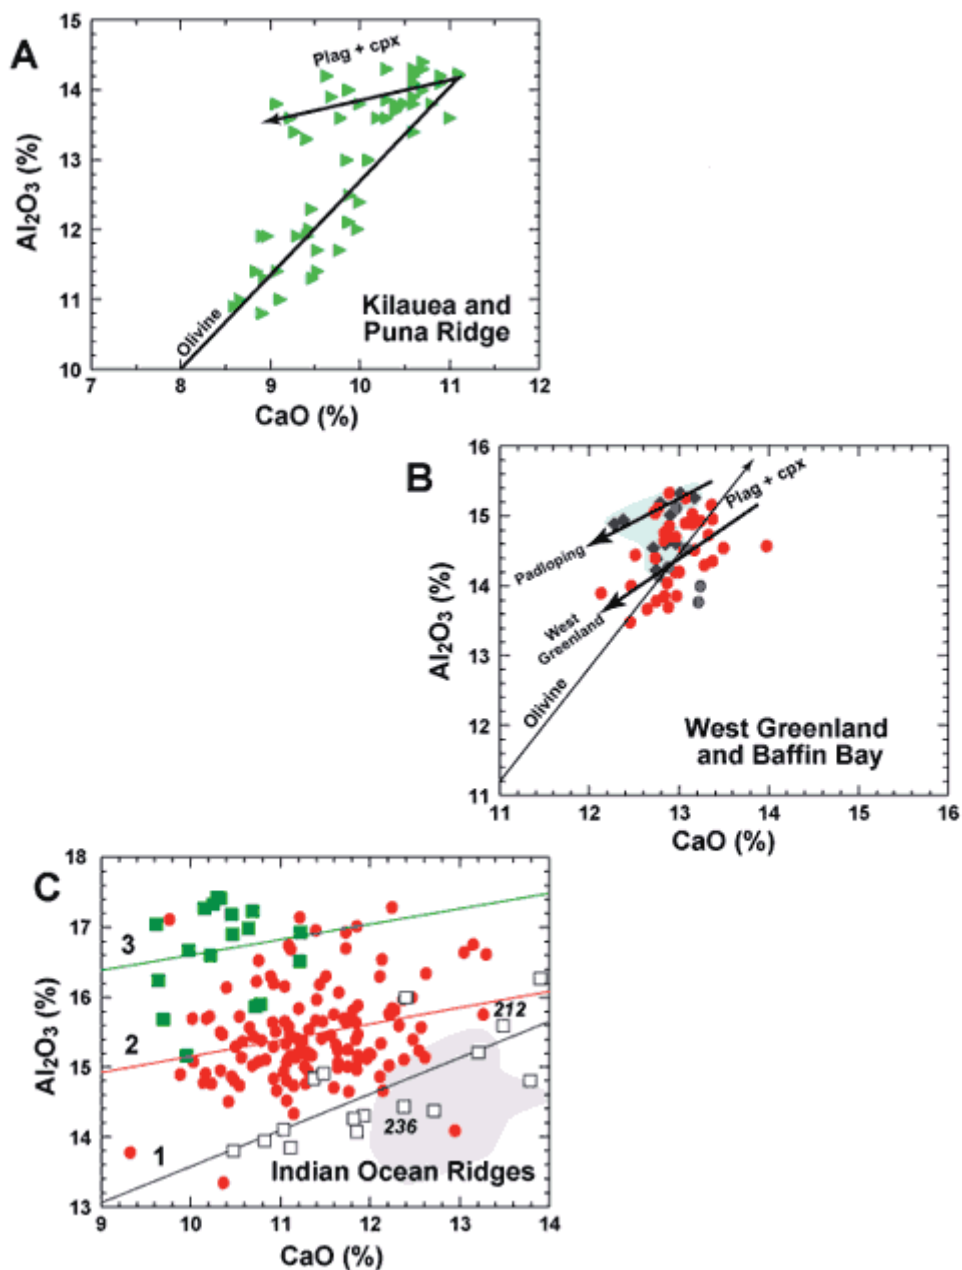 A
15
14
13
12
11
10
Al₂O₃ (%)
Plag + cpx
Olivine
Kilauea and
Puna Ridge
7 8 9 10 11 12
CaO (%)
B
16
15
14
13
12
11
Al₂O₃ (%)
Plag + cpx
Padloping
West
Greenland
Olivine
West Greenland
and Baffin Bay
11 12 13 14 15 16
CaO (%)
C
18
17
16
15
14
13
Al₂O₃ (%)
3
2
1
212
236
Indian Ocean Ridges
9 10 11 12 13 14
CaO (%)